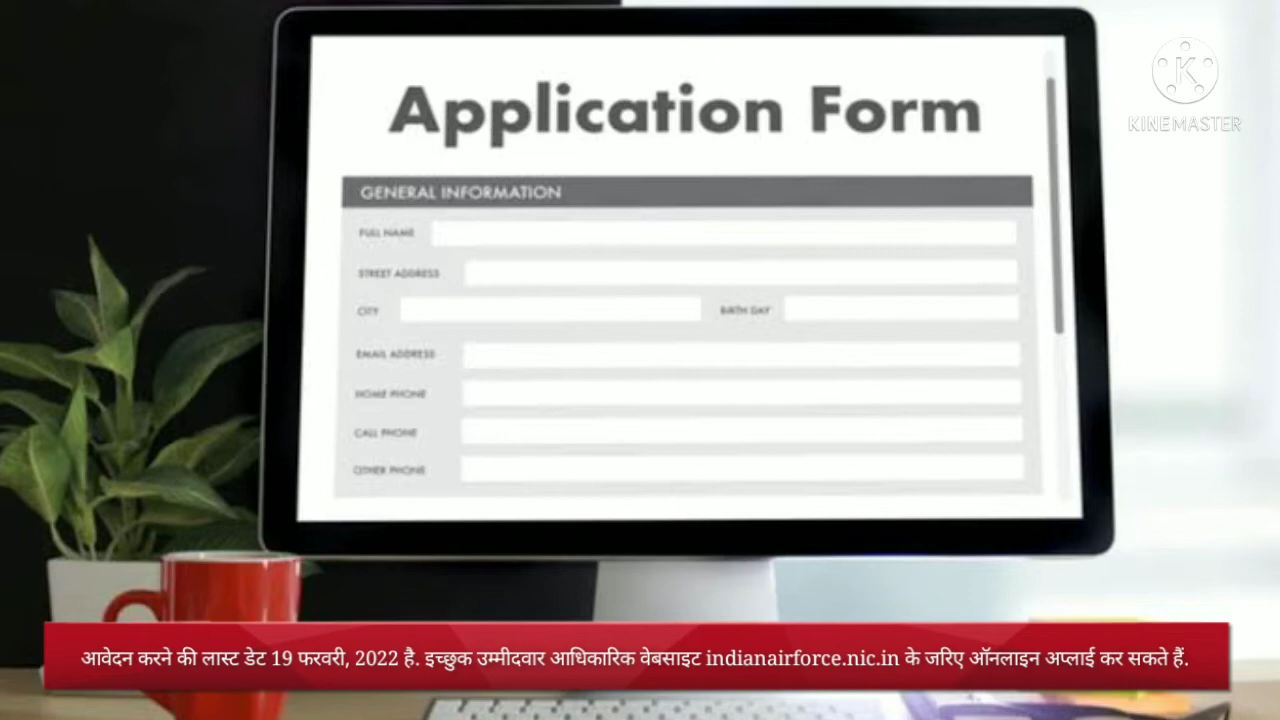 Application Form
KINEMASTER
GENERAL INFORMATION
FULL NAME
STREET ADDRESS
CITY
BIRTH DAY
EMAIL ADDRESS
HOME PHONE
CALL PHONE
OTHER PHONE
आवेदन करने की लास्ट डेट 19 फरवरी, 2022 है. इच्छुक उम्मीदवार आधिकारिक वेबसाइट indianairforce.nic.in के जरिए ऑनलाइन अप्लाई कर सकते हैं.